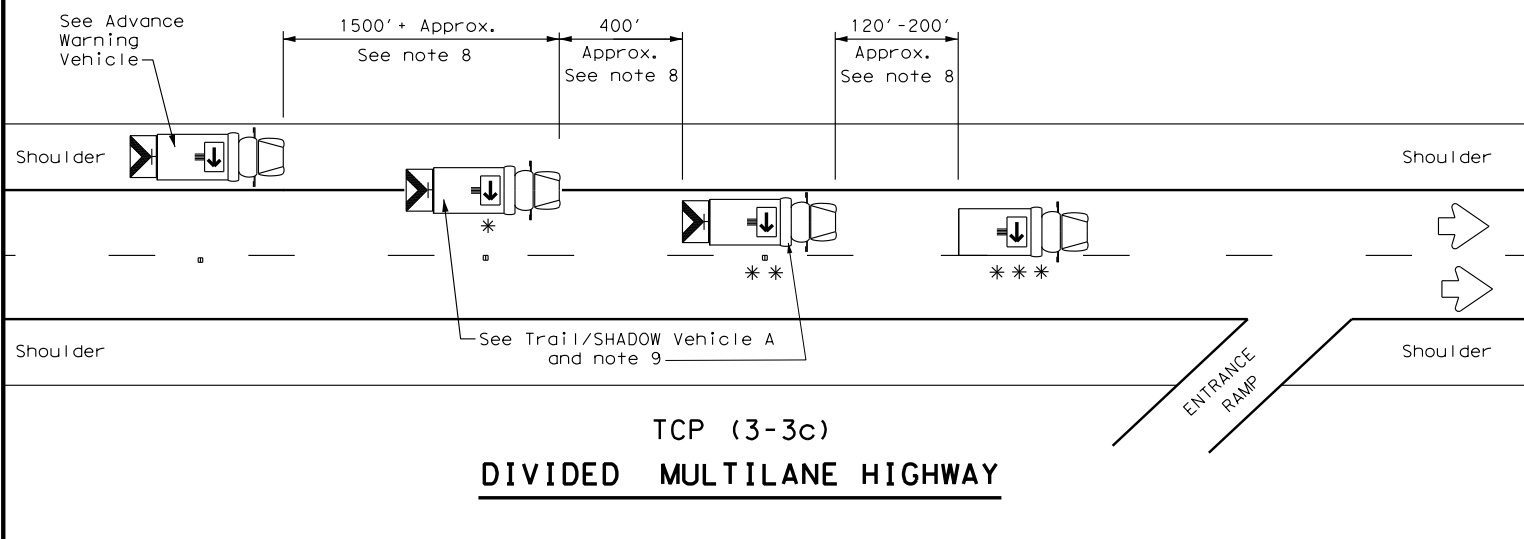 See Advance
Warning
Vehicle
1500'+ Approx.
See note 8
400'
Approx.
See note 8
120'-200'
Approx.
See note 8
Shoulder
Shoulder
*
* *
* * *
See Trail/SHADOW Vehicle A
and note 9
Shoulder
Shoulder
ENTRANCE
RAMP
TCP (3-3c)
DIVIDED MULTILANE HIGHWAY